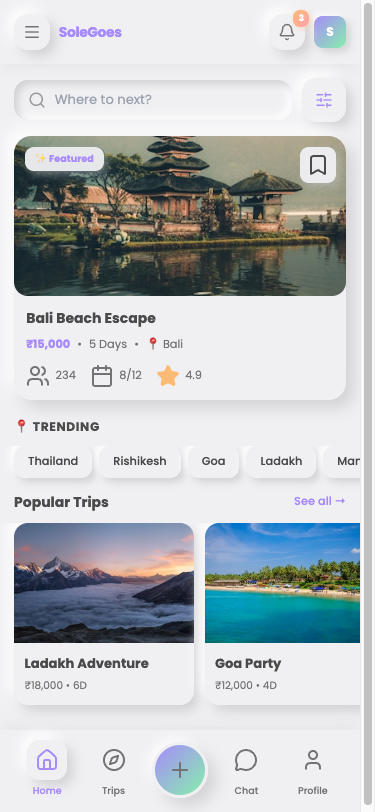 SoleGoes
3
S
Where to next?
✨ Featured
Bali Beach Escape
₹15,000 • 5 Days • 📍 Bali
234 8/12 4.9
📍 TRENDING
Thailand Rishikesh Goa Ladakh Mar
Popular Trips See all →
Ladakh Adventure Goa Party
₹18,000 • 6D ₹12,000 • 4D
Home Trips Chat Profile